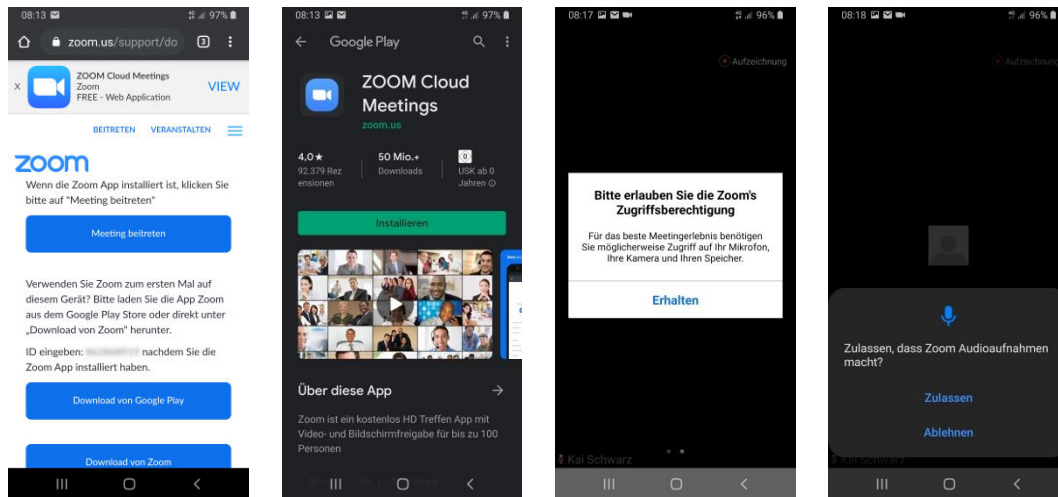 08:13 97%
zoom.us/support/do 3
X ZOOM Cloud Meetings
Zoom
FREE - Web Application
VIEW
BEITRETEN VERANSTALTEN
zoom
Wenn die Zoom App installiert ist, klicken Sie
bitte auf "Meeting beitreten"
Meeting beitreten
Verwenden Sie Zoom zum ersten Mal auf
diesem Gerät? Bitte laden Sie die App Zoom
aus dem Google Play Store oder direkt unter
„Download von Zoom" herunter.
ID eingeben: nachdem Sie die
Zoom App installiert haben.
Download von Google Play
Download von Zoom
08:13 97%
Google Play
ZOOM Cloud
Meetings
zoom.us
4,0★ 50 Mio.+ 0
92.379 Rez Downloads USK ab 0
ensionen Jahren
Installieren
Über diese App
Zoom ist ein kostenlos HD Treffen App mit
Video- und Bildschirmfreigabe für bis zu 100
Personen
08:17 96%
Aufzeichnung
Bitte erlauben Sie die Zoom's
Zugriffsberechtigung
Für das beste Meetingerlebnis benötigen
Sie möglicherweise Zugriff auf Ihr Mikrofon,
Ihre Kamera und Ihren Speicher.
Erhalten
Kai Schwarz
08:18 96%
Aufzeichnung
Zulassen, dass Zoom Audioaufnahmen
macht?
Zulassen
Ablehnen
Kai Schwarz